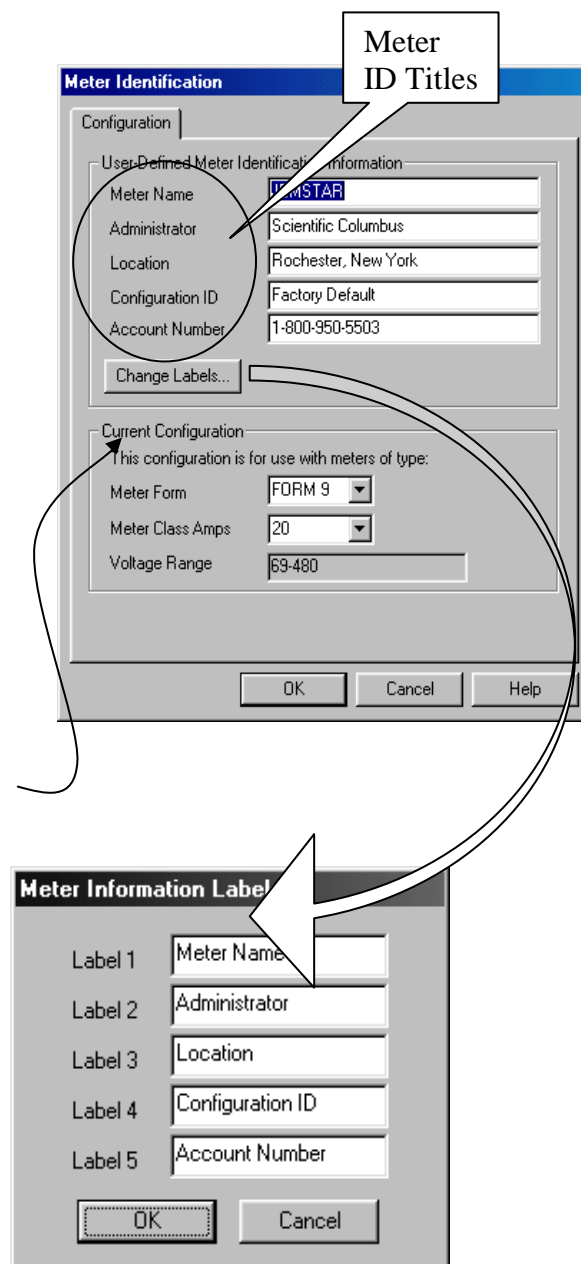 Meter
ID Titles
Meter Identification
Configuration
User-Defined Meter Identification Information
Meter Name JEMSTAR
Administrator Scientific Columbus
Location Rochester, New York
Configuration ID Factory Default
Account Number 1-800-950-5503
Change Labels...
Current Configuration
This configuration is for use with meters of type:
Meter Form FORM 9
Meter Class Amps 20
Voltage Range 69-480
OK Cancel Help
Meter Information Label
Label 1 Meter Name
Label 2 Administrator
Label 3 Location
Label 4 Configuration ID
Label 5 Account Number
OK Cancel